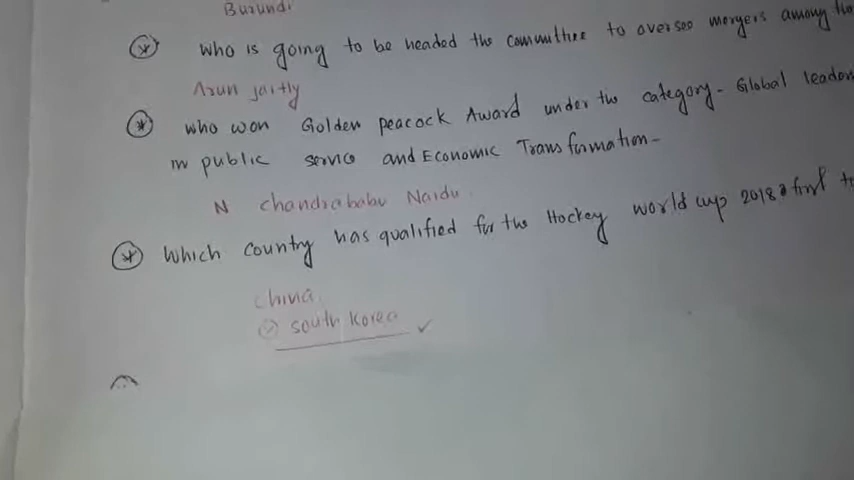 Burundi
(*) Who is going to be headed the committee to oversee mergers among the
Arun jaitly
(*) who won Golden peacock Award under the category - Global leaders
in public service and Economic Transformation -
N chandrababu Naidu
(*) Which country has qualified for the Hockey world cup 2018 first
china
south korea ✓